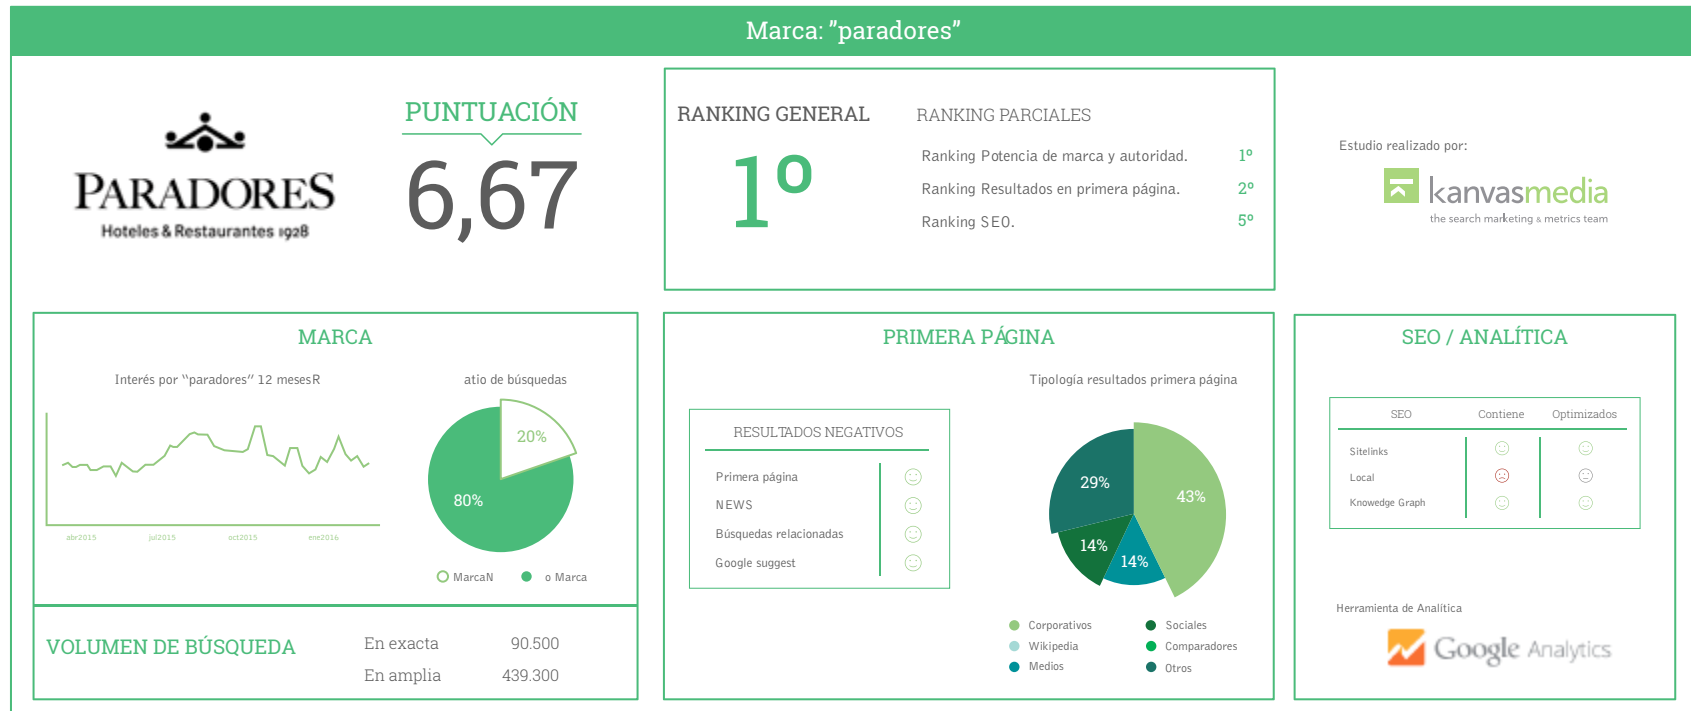 Marca: ”paradores”
PARADORES
Hoteles & Restaurantes 1928
PUNTUACIÓN
6,67
RANKING GENERAL
1º
RANKING PARCIALES
Ranking Potencia de marca y autoridad. 1º
Ranking Resultados en primera página. 2º
Ranking SEO. 5º
Estudio realizado por:
kanvasmedia
the search marketing & metrics team
MARCA
Interés por “paradores” 12 mesesR
abr2015 jul2015 oct2015 ene2016
atio de búsquedas
20%
80%
MarcaN o Marca
VOLUMEN DE BÚSQUEDA
En exacta 90.500
En amplia 439.300
PRIMERA PÁGINA
RESULTADOS NEGATIVOS
Primera página
NEWS
Búsquedas relacionadas
Google suggest
Tipología resultados primera página
29%
43%
14%
14%
Corporativos Sociales
Wikipedia Comparadores
Medios Otros
SEO / ANALÍTICA
SEO Contiene Optimizados
Sitelinks
Local
Knowedge Graph
Herramienta de Analítica
Google Analytics